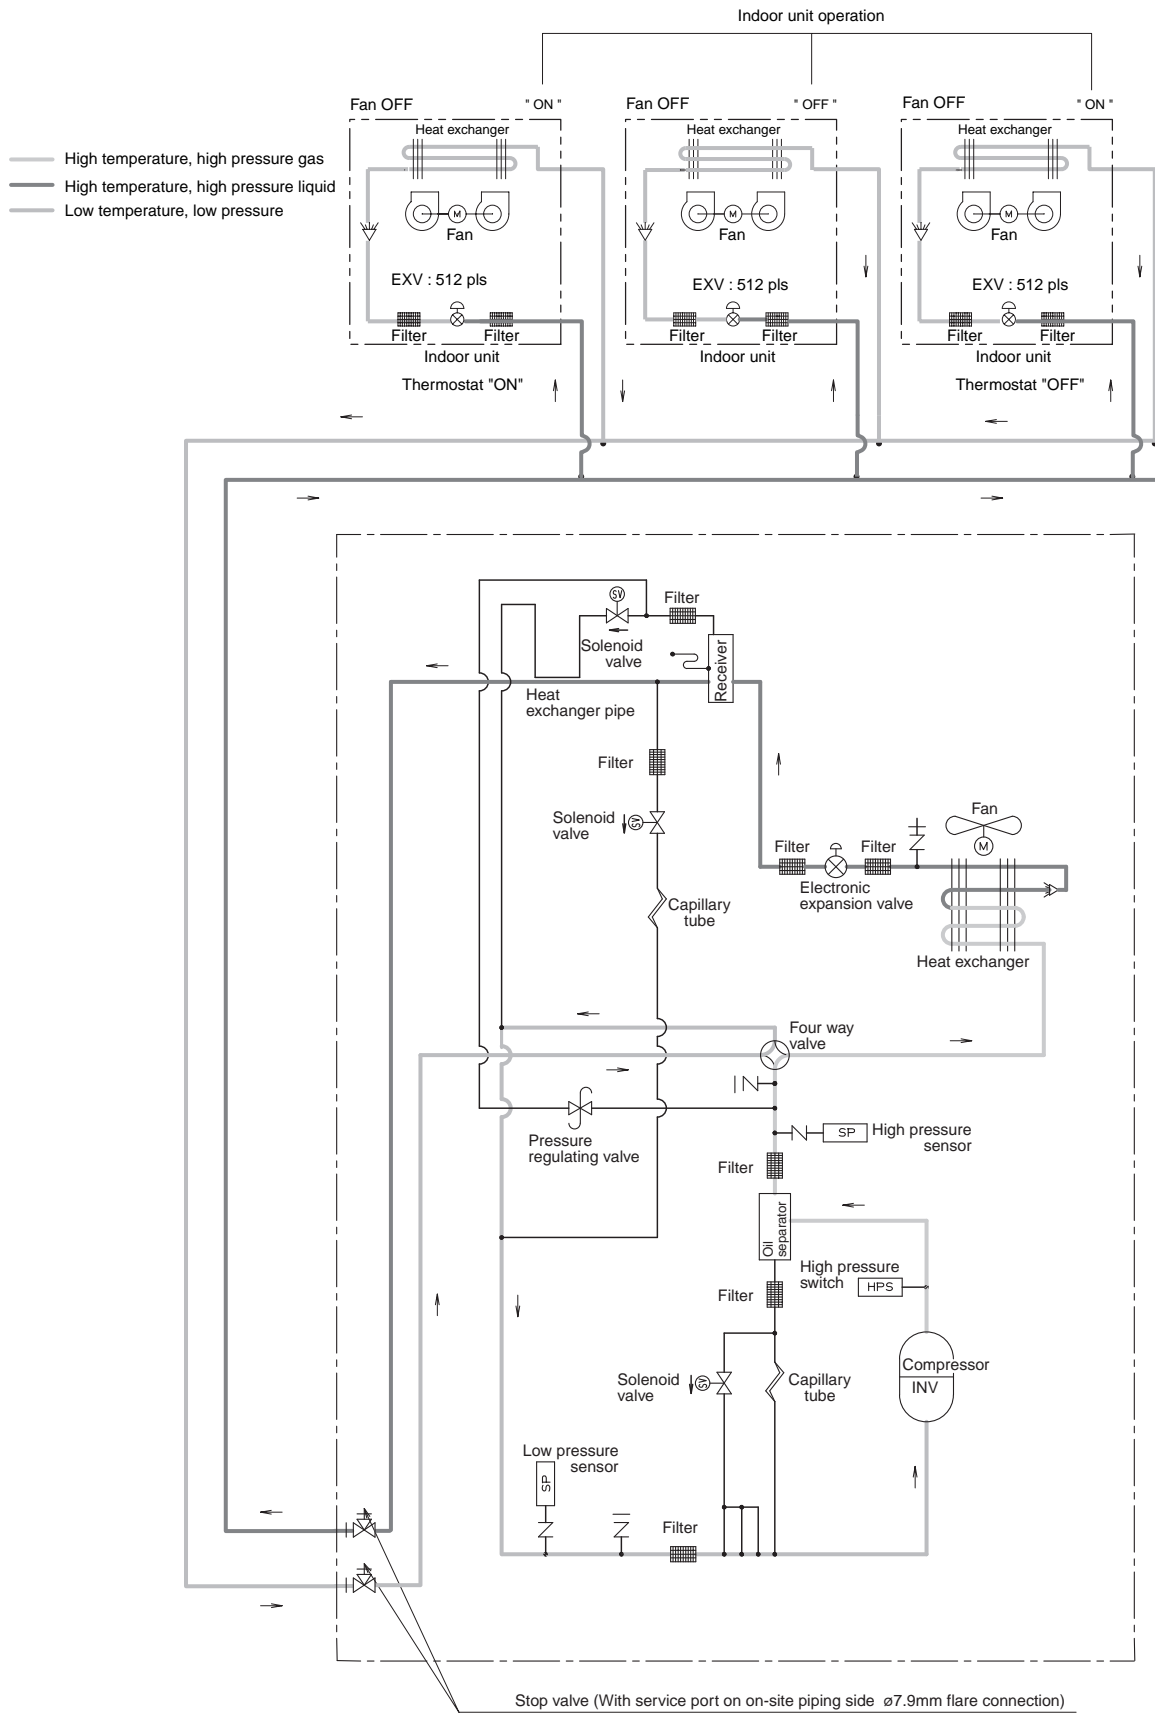 Indoor unit operation
Fan OFF
" ON "
Fan OFF
" OFF "
Fan OFF
" ON "
Heat exchanger
Heat exchanger
Heat exchanger
High temperature, high pressure gas
High temperature, high pressure liquid
Low temperature, low pressure
M
M
M
Fan
Fan
Fan
EXV : 512 pls
EXV : 512 pls
EXV : 512 pls
Filter
Filter
Filter
Filter
Filter
Filter
Indoor unit
Indoor unit
Indoor unit
Thermostat "ON"
Thermostat "OFF"
SV
Filter
Solenoid
valve
Receiver
Heat
exchanger pipe
Filter
Solenoid
valve
SV
Fan
M
Filter
Filter
Electronic
expansion valve
Capillary
tube
Heat exchanger
Four way
valve
Pressure
regulating valve
SP
High pressure
sensor
Filter
Oil
separator
High pressure
switch
HPS
Filter
Compressor
INV
Solenoid
valve
SV
Capillary
tube
Low pressure
sensor
SP
Filter
Stop valve (With service port on on-site piping side ø7.9mm flare connection)